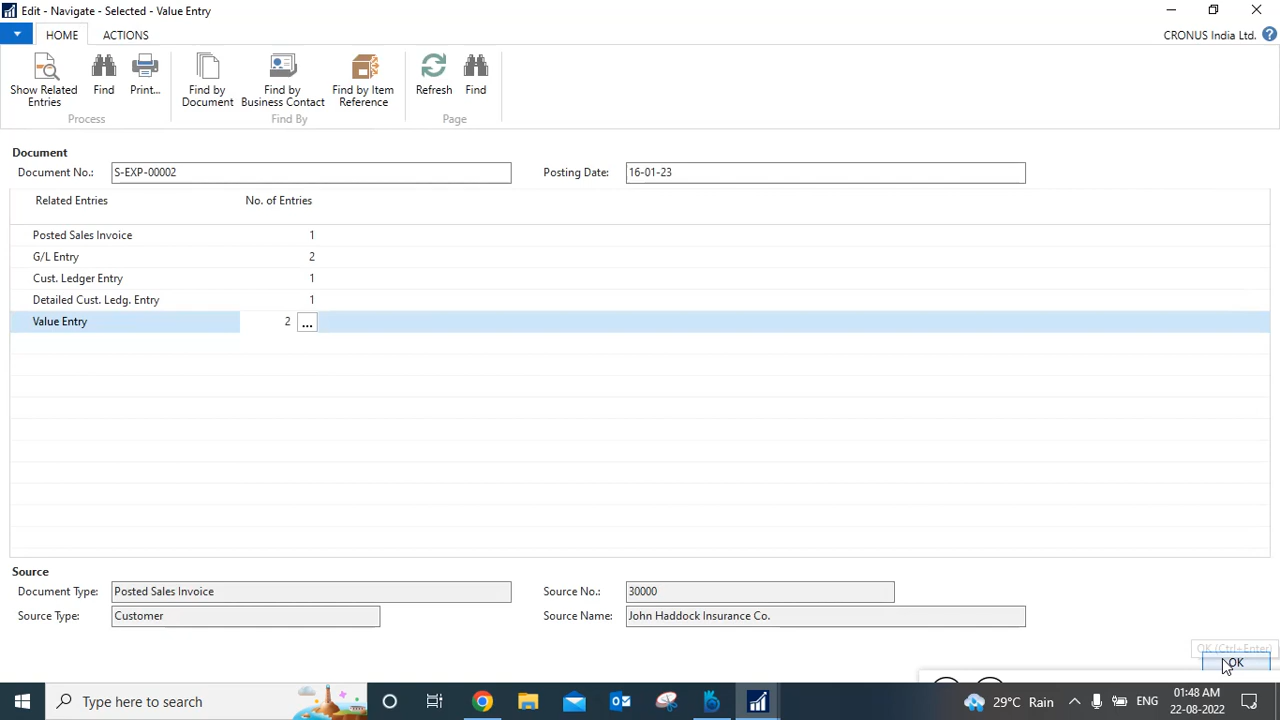 Edit - Navigate - Selected - Value Entry
HOME ACTIONS
CRONUS India Ltd. ?
Show Related Entries
Find
Print...
Process
Find by Document
Find by Business Contact
Find by Item Reference
Find By
Refresh
Find
Page
Document
Document No.: S-EXP-00002 Posting Date: 16-01-23
Related Entries No. of Entries
Posted Sales Invoice 1
G/L Entry 2
Cust. Ledger Entry 1
Detailed Cust. Ledg. Entry 1
Value Entry 2 ...
Source
Document Type: Posted Sales Invoice Source No.: 30000
Source Type: Customer Source Name: John Haddock Insurance Co.
OK (Ctrl+Enter)
OK
Type here to search
29°C Rain
ENG
01:48 AM
22-08-2022